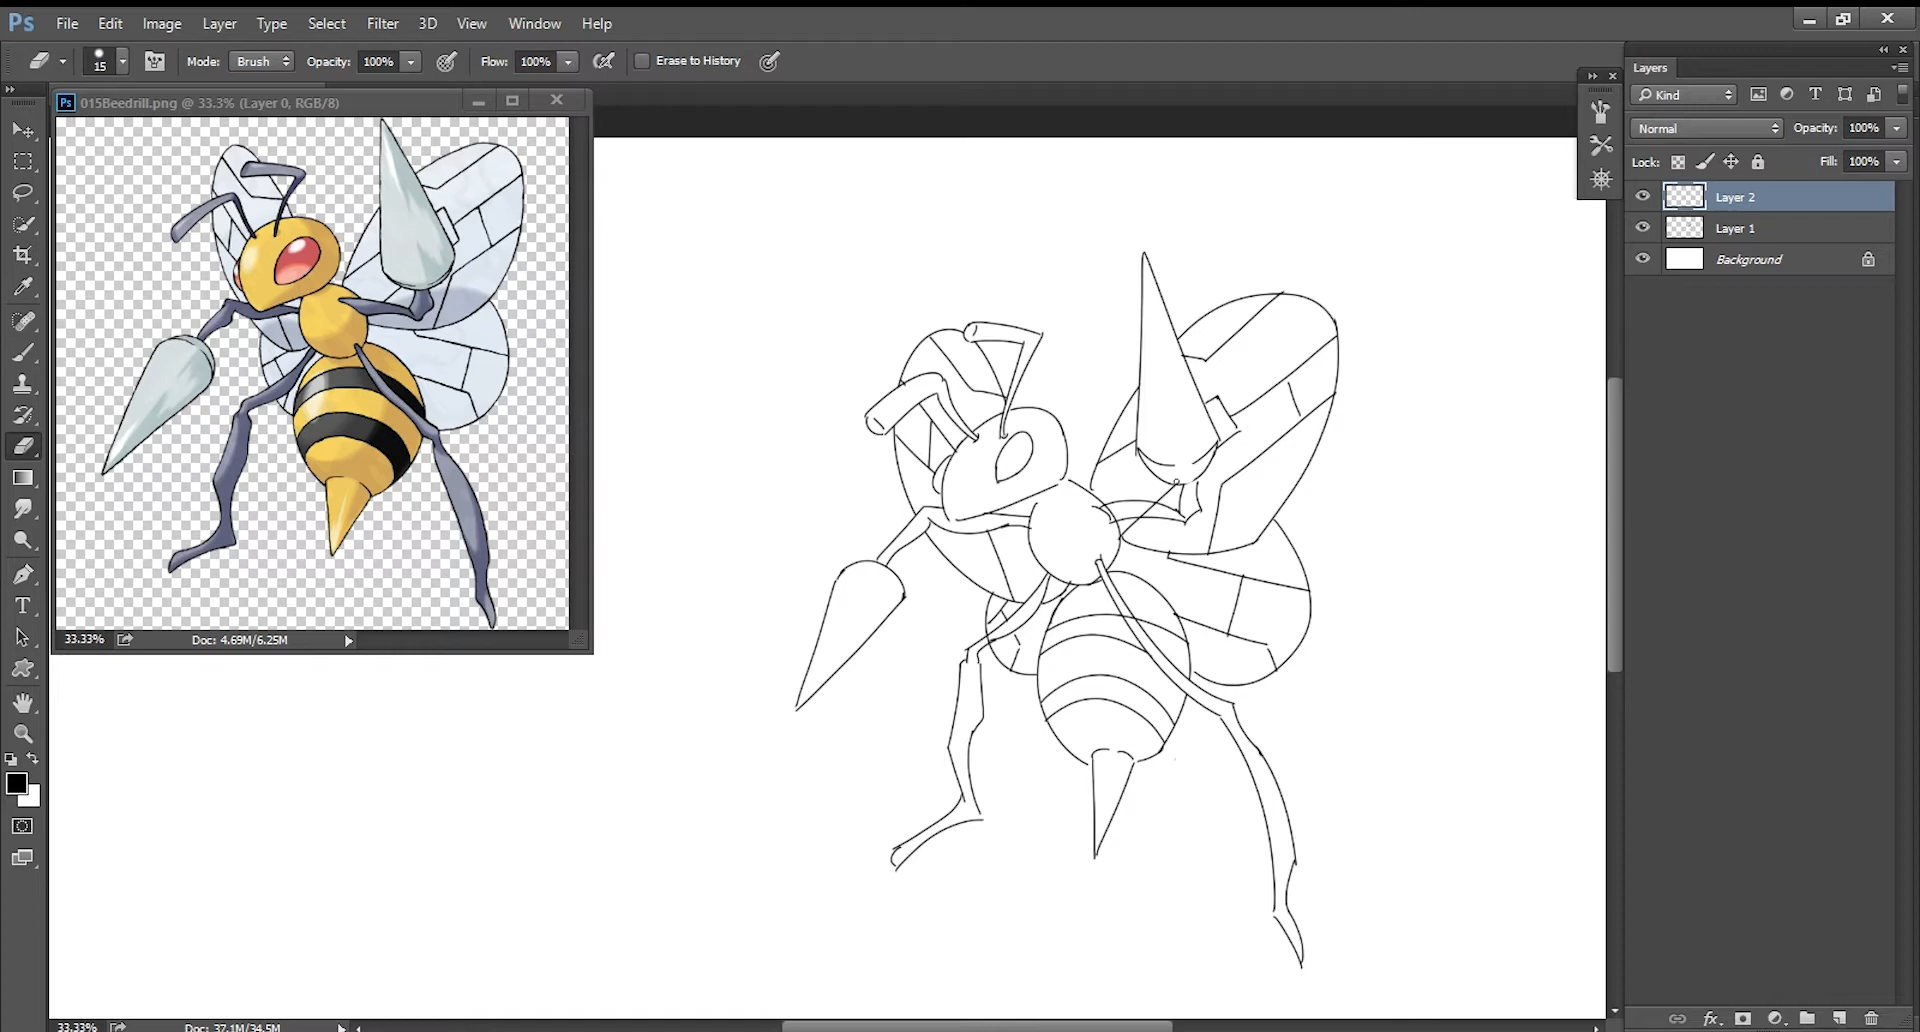 Ps File Edit Image Layer Type Select Filter 3D View Window Help
15 Mode: Brush Opacity: 100% Flow: 100% Erase to History
Ps 015Beedrill.png @ 33.3% (Layer 0, RGB/8)
33.33% Doc: 4.69M/6.25M
T
33.33% Doc: 37.1M/34.5M
Layers
Kind T
Normal Opacity: 100%
Lock: Fill: 100%
Layer 2
Layer 1
Background
fx